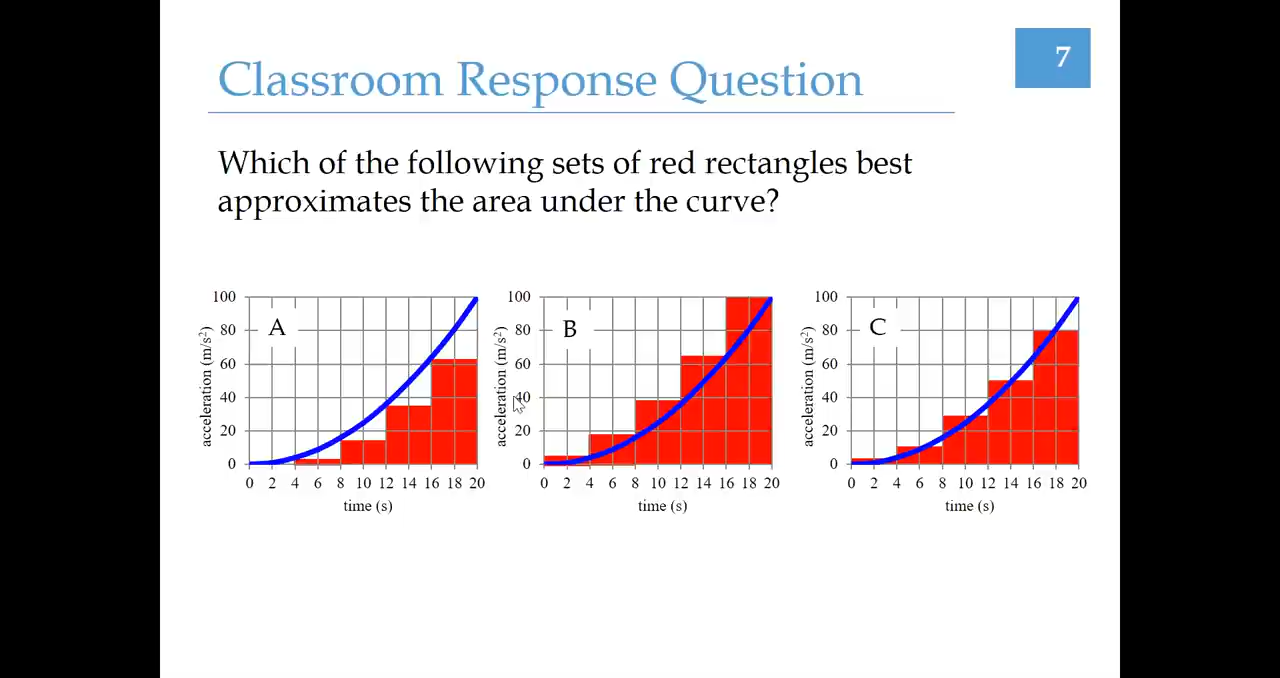 7
Classroom Response Question
Which of the following sets of red rectangles best
approximates the area under the curve?
A
100
80
60
40
20
0
acceleration (m/s²)
0 2 4 6 8 10 12 14 16 18 20
time (s)
B
100
80
60
40
20
0
acceleration (m/s²)
0 2 4 6 8 10 12 14 16 18 20
time (s)
C
100
80
60
40
20
0
acceleration (m/s²)
0 2 4 6 8 10 12 14 16 18 20
time (s)